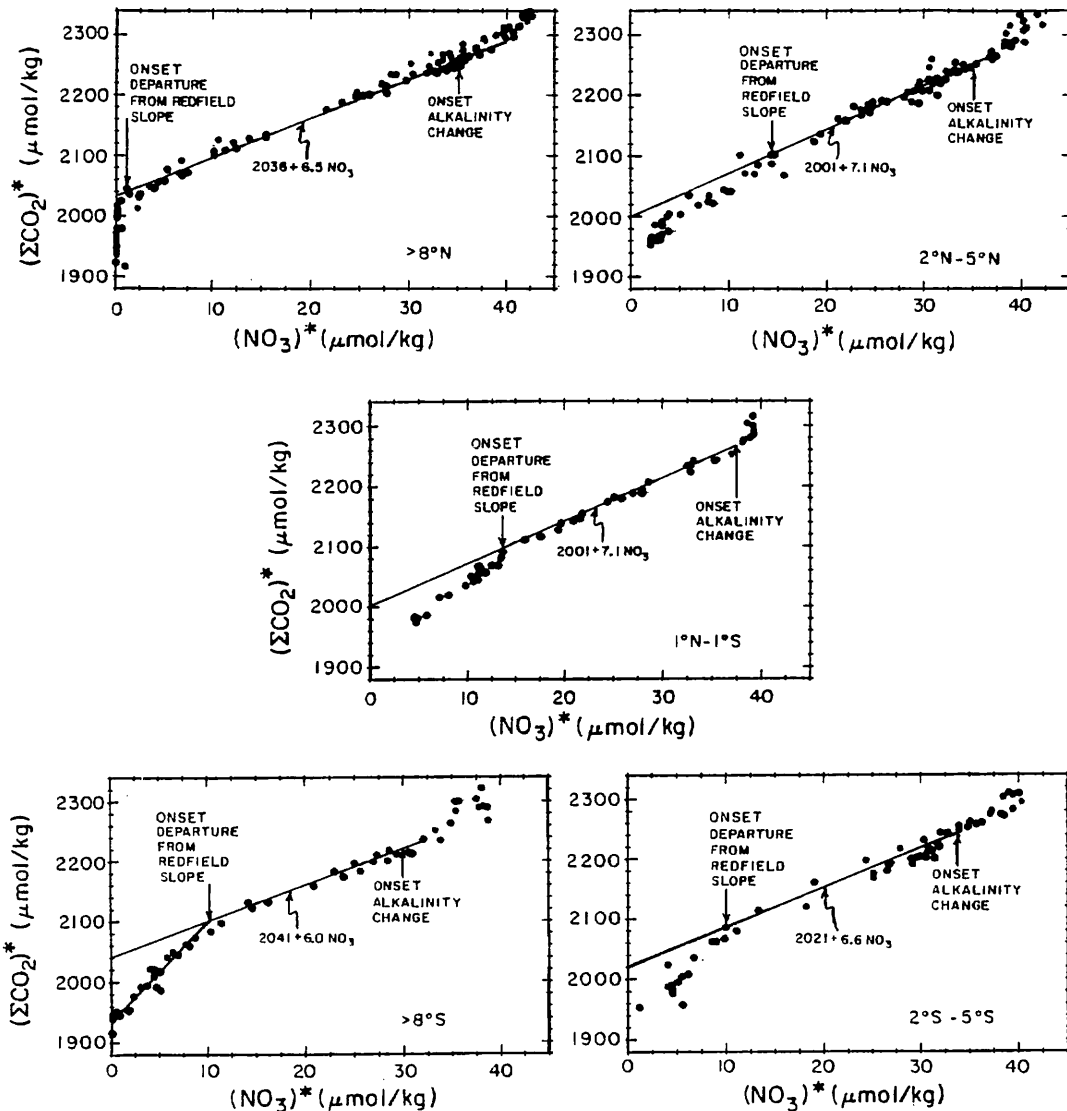 (ΣCO₂)* (μmol/kg)
2300
2200
2100
2000
1900
ONSET
DEPARTURE
FROM REDFIELD
SLOPE
ONSET
ALKALINITY
CHANGE
2036+6.5 NO₃
>8°N
0 10 20 30 40
(NO₃)* (μmol/kg)
2300
2200
2100
2000
1900
ONSET
DEPARTURE
FROM
REDFIELD
SLOPE
ONSET
ALKALINITY
CHANGE
2001+7.1 NO₃
2°N-5°N
0 10 20 30 40
(NO₃)* (μmol/kg)
(ΣCO₂)* (μmol/kg)
2300
2200
2100
2000
1900
ONSET
DEPARTURE
FROM
REDFIELD
SLOPE
ONSET
ALKALINITY
CHANGE
2001+7.1 NO₃
1°N-1°S
0 10 20 30 40
(NO₃)* (μmol/kg)
(ΣCO₂)* (μmol/kg)
2300
2200
2100
2000
1900
ONSET
DEPARTURE
FROM
REDFIELD
SLOPE
ONSET
ALKALINITY
CHANGE
2041+6.0 NO₃
>8°S
0 10 20 30 40
(NO₃)* (μmol/kg)
2300
2200
2100
2000
1900
ONSET
DEPARTURE
FROM
REDFIELD
SLOPE
ONSET
ALKALINITY
CHANGE
2021+6.6 NO₃
2°S-5°S
0 10 20 30 40
(NO₃)* (μmol/kg)